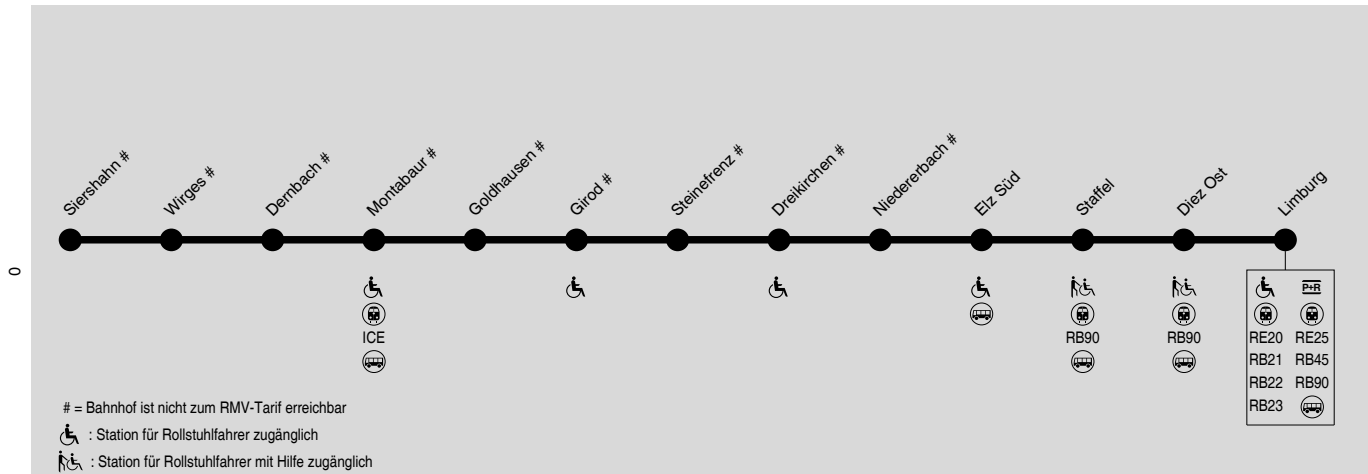 Siershahn #
Wirges #
Dernbach #
Montabaur #
Goldhausen #
Girod #
Steinefrenz #
Dreikirchen #
Niedererbach #
Elz Süd
Staffel
Diez Ost
Limburg
0
ICE
RB90
RB90
P+R
RE20 RE25
RB21 RB45
RB22 RB90
RB23
# = Bahnhof ist nicht zum RMV-Tarif erreichbar
: Station für Rollstuhlfahrer zugänglich
: Station für Rollstuhlfahrer mit Hilfe zugänglich